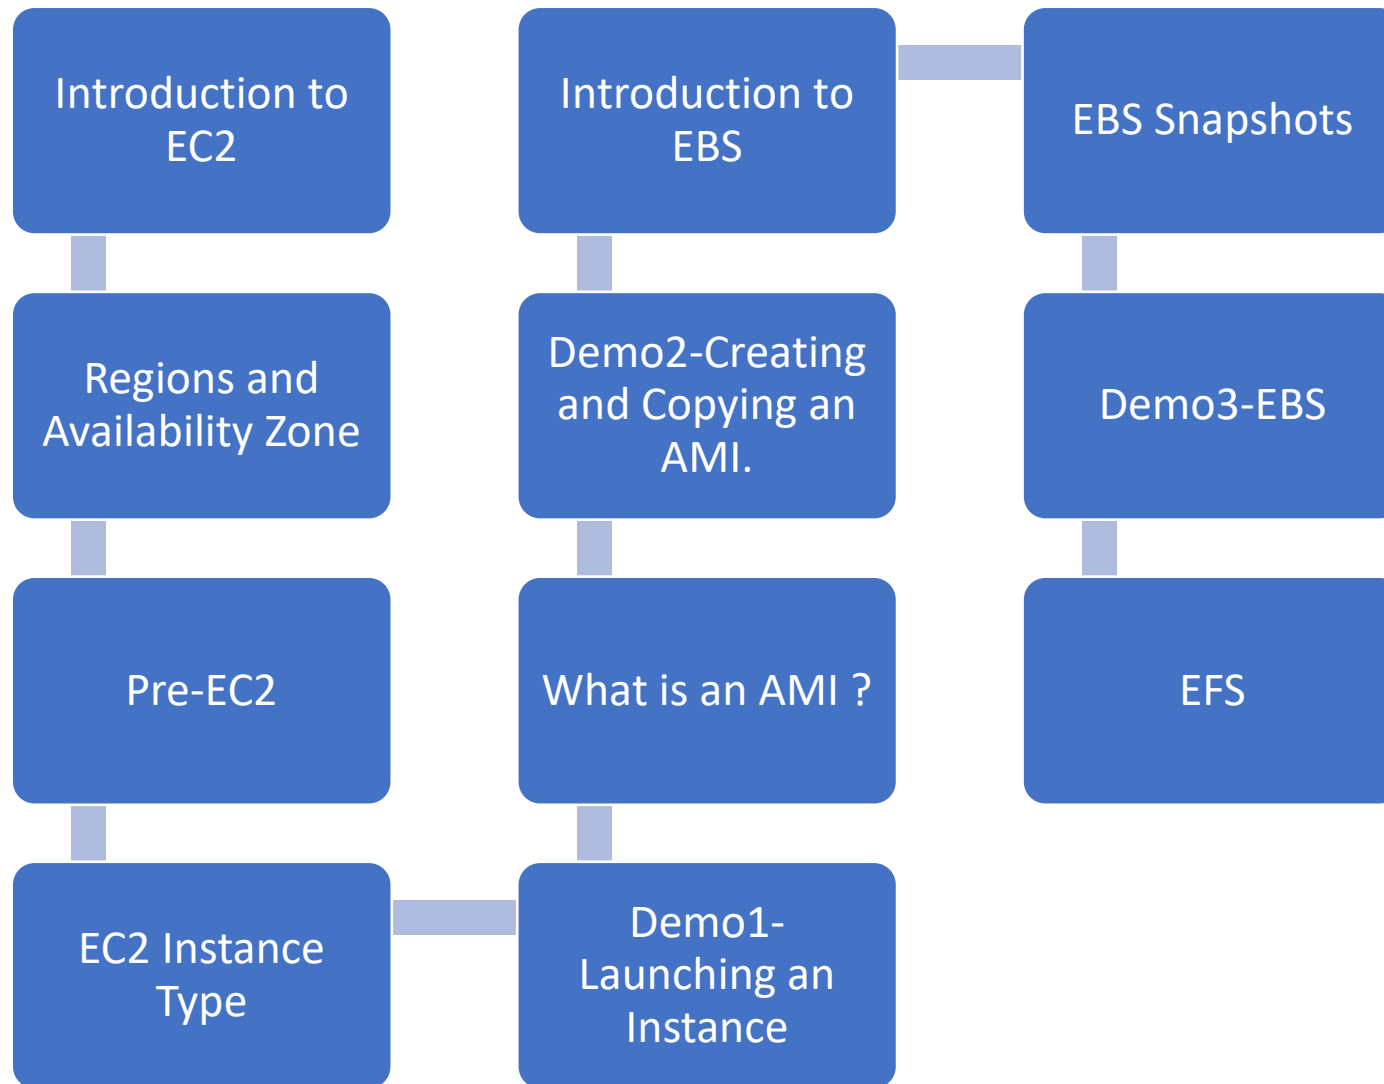 Introduction to
EC2
Regions and
Availability Zone
Pre-EC2
EC2 Instance
Type
Demo1-
Launching an
Instance
What is an AMI ?
Demo2-Creating
and Copying an
AMI.
Introduction to
EBS
EBS Snapshots
Demo3-EBS
EFS